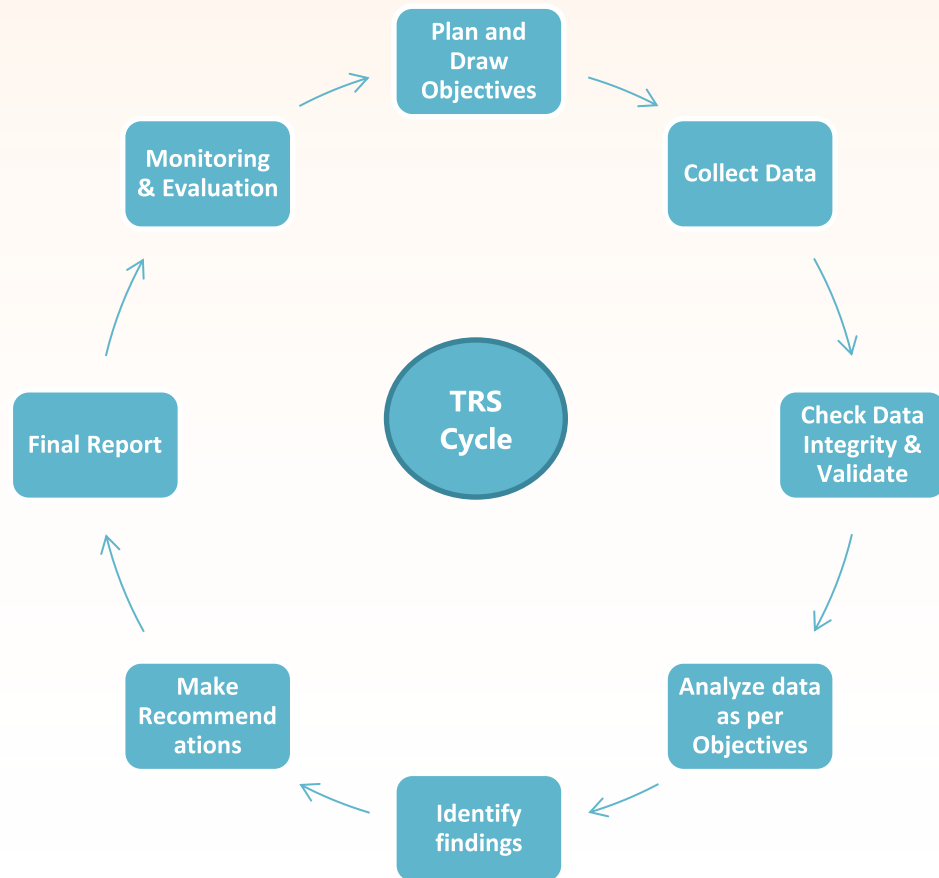 Plan and
Draw
Objectives
Collect Data
Check Data
Integrity &
Validate
Analyze data
as per
Objectives
Identify
findings
Make
Recommend
ations
Final Report
Monitoring
& Evaluation
TRS
Cycle